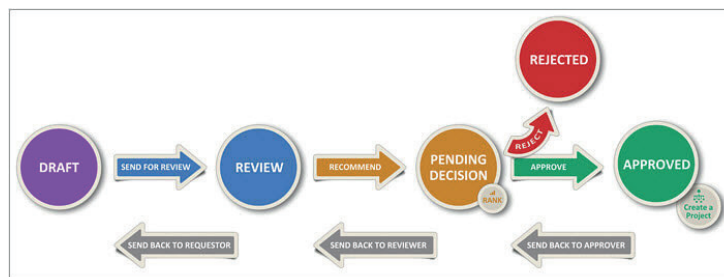 REJECTED
REJECT
DRAFT
SEND FOR REVIEW
REVIEW
RECOMMEND
PENDING
DECISION
RANK
APPROVE
APPROVED
Create a
Project
SEND BACK TO REQUESTOR
SEND BACK TO REVIEWER
SEND BACK TO APPROVER